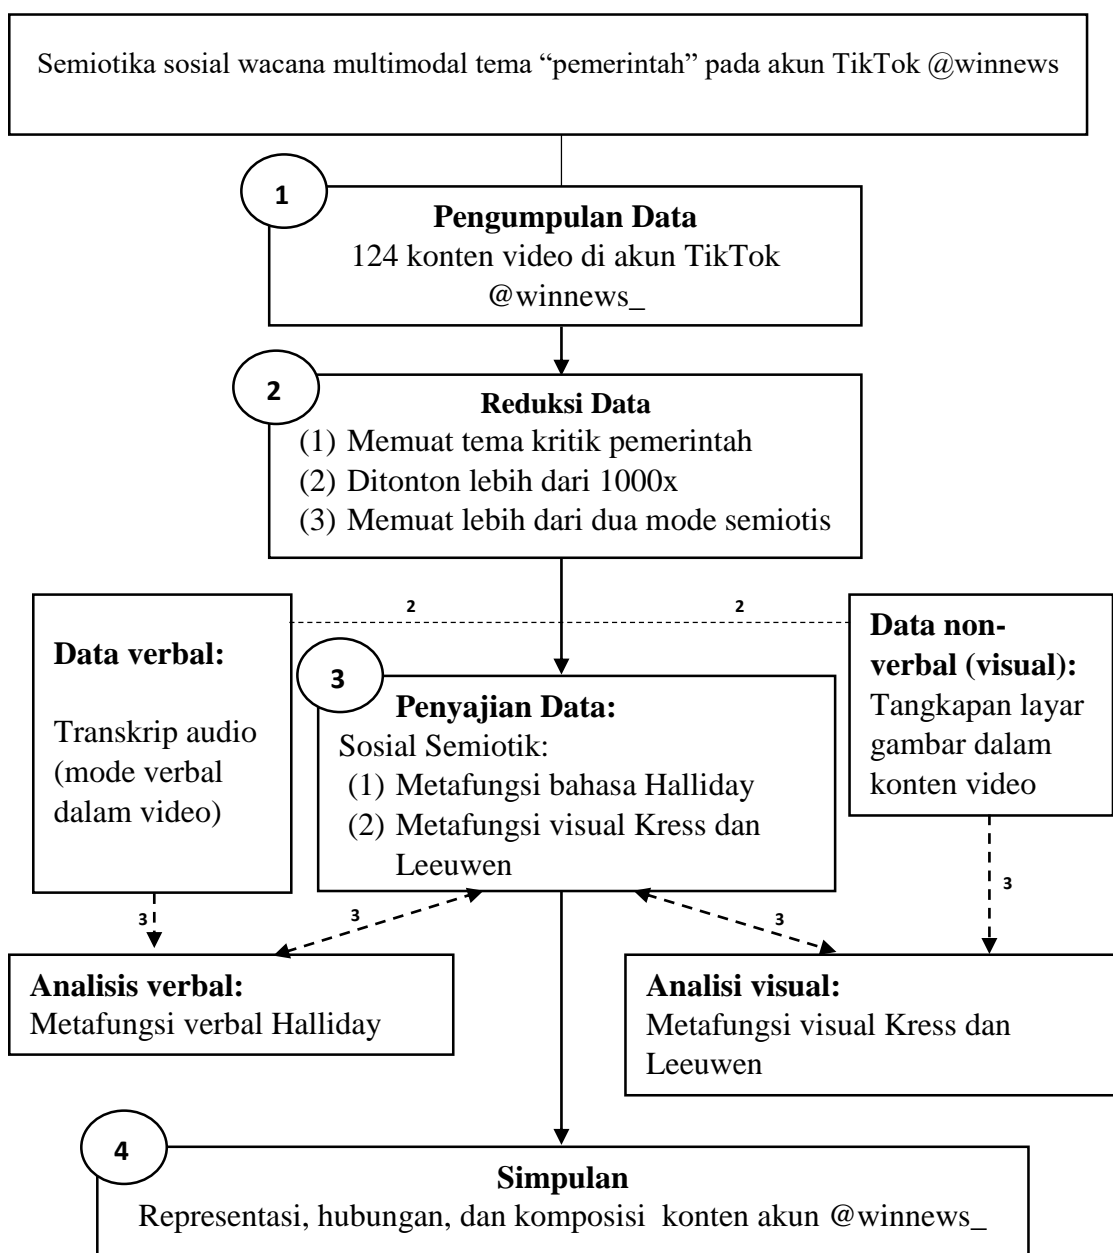 Semiotika sosial wacana multimodal tema “pemerintah” pada akun TikTok @winnews
1
Pengumpulan Data
124 konten video di akun TikTok
@winnews_
2
Reduksi Data
(1) Memuat tema kritik pemerintah
(2) Ditonton lebih dari 1000x
(3) Memuat lebih dari dua mode semiotis
2
2
Data verbal:
Transkrip audio
(mode verbal
dalam video)
3
Penyajian Data:
Sosial Semiotik:
(1) Metafungsi bahasa Halliday
(2) Metafungsi visual Kress dan
Leeuwen
Data non-
verbal (visual):
Tangkapan layar
gambar dalam
konten video
3
3
3
3
Analisis verbal:
Metafungsi verbal Halliday
Analisi visual:
Metafungsi visual Kress dan
Leeuwen
4
Simpulan
Representasi, hubungan, dan komposisi konten akun @winnews_